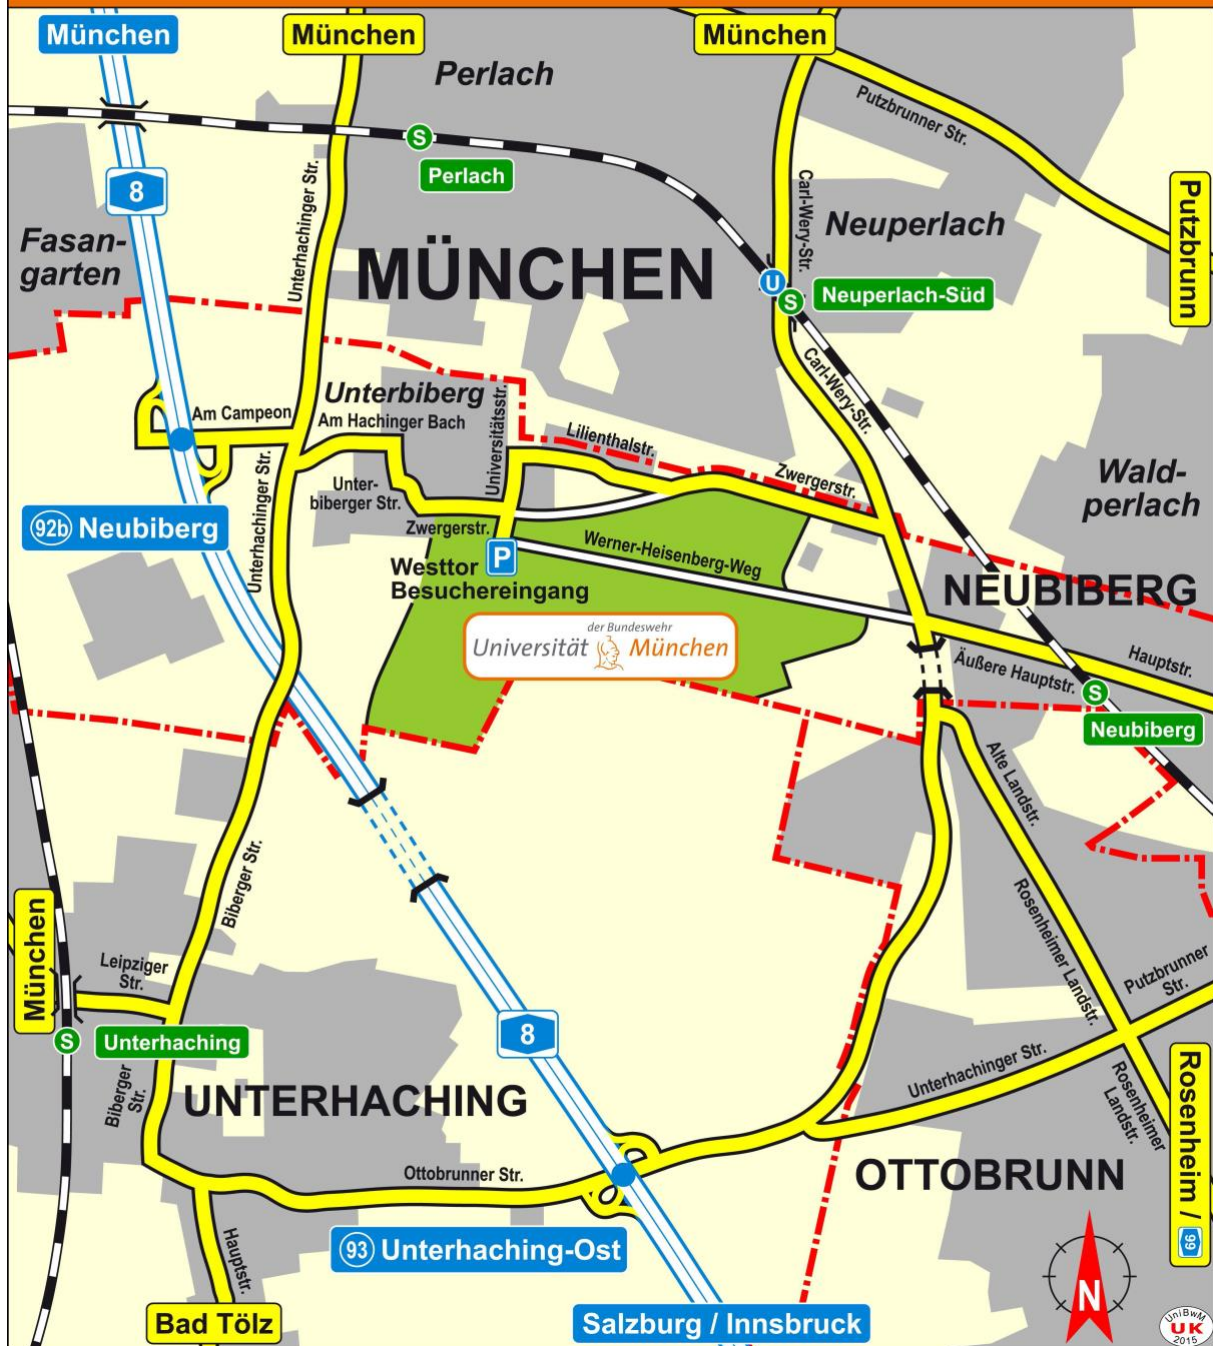 München
München
München
Perlach
Putzbrunner Str.
S
Perlach
8
Unterhachinger Str.
Carl-Wery-Str.
Neuperlach
Putzbrunn
Fasan-
garten
MÜNCHEN
U
S
Neuperlach-Süd
Carl-Wery-Str.
Unterbiberg
Am Campeon
Am Hachinger Bach
Universitätsstr.
Lilienthalstr.
Zwergerstr.
Wald-
perlach
Unter-
biberger Str.
Unterhachinger Str.
92b Neubiberg
Zwergerstr.
Werner-Heisenberg-Weg
P
Westtor
Besuchereingang
NEUBIBERG
der Bundeswehr
Universität München
Äußere Hauptstr.
Hauptstr.
S
Neubiberg
Alte Landstr.
Biberger Str.
Rosenheimer Landstr.
München
Leipziger
Str.
Putzbrunner
Str.
S
Unterhaching
8
Biberger
Str.
UNTERHACHING
Unterhachinger Str.
Rosenheimer
Landstr.
Rosenheim /
99
Ottobrunner Str.
OTTOBRUNN
Hauptstr.
93 Unterhaching-Ost
N
Bad Tölz
Salzburg / Innsbruck
UniBwM
UK
2015